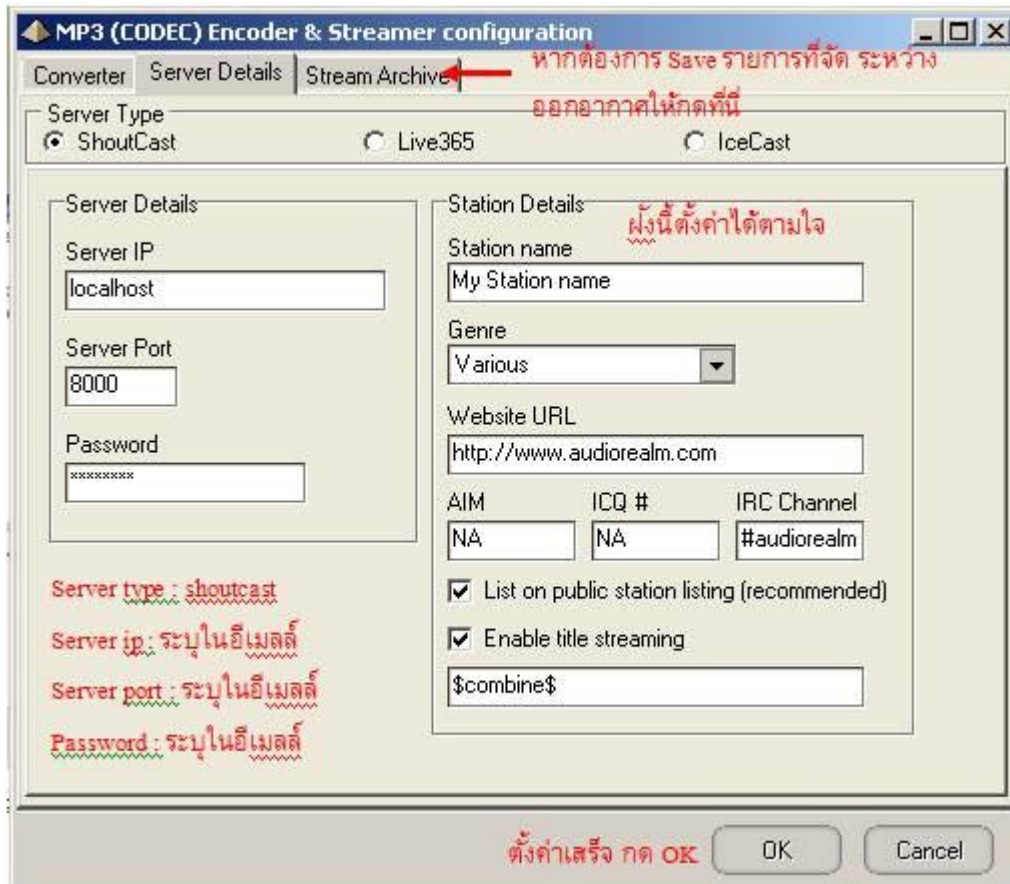 MP3 (CODEC) Encoder & Streamer configuration
Converter
Server Details
Stream Archive
หากต้องการ Save รายการที่จัด ระหว่าง
ออกอากาศให้กดที่นี่
Server Type
ShoutCast
Live365
IceCast
Server Details
Server IP
localhost
Server Port
8000
Password
********
Station Details
ฝั่งนี้ตั้งค่าได้ตามใจ
Station name
My Station name
Genre
Various
Website URL
http://www.audiorealm.com
AIM
ICQ #
IRC Channel
NA
NA
#audiorealm
List on public station listing (recommended)
Enable title streaming
$combine$
Server type : shoutcast
Server ip : ระบุในอีเมลล์
Server port : ระบุในอีเมลล์
Password : ระบุในอีเมลล์
ตั้งค่าเสร็จ กด OK
OK
Cancel